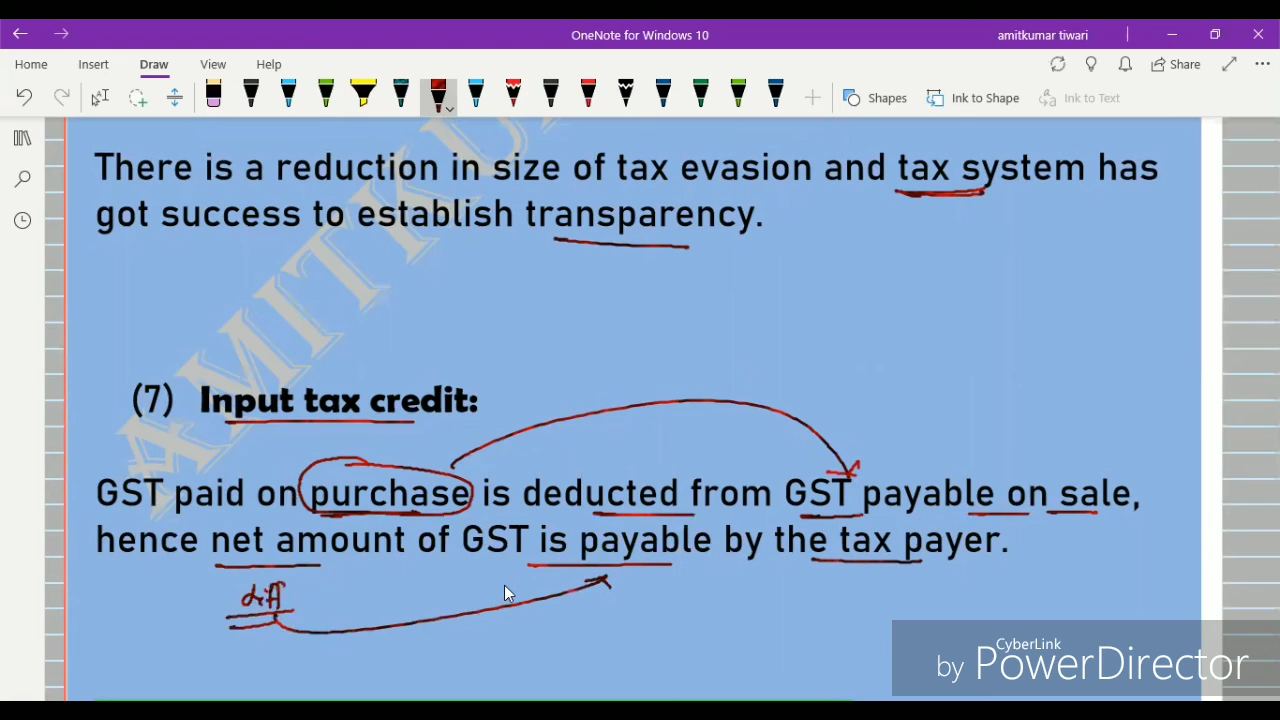 OneNote for Windows 10
amitkumar tiwari
Home Insert Draw View Help
Share
Shapes Ink to Shape Ink to Text
There is a reduction in size of tax evasion and tax system has
got success to establish transparency.
AMITKU
(7) Input tax credit:
GST paid on purchase is deducted from GST payable on sale,
hence net amount of GST is payable by the tax payer.
diff
CyberLink
by PowerDirector